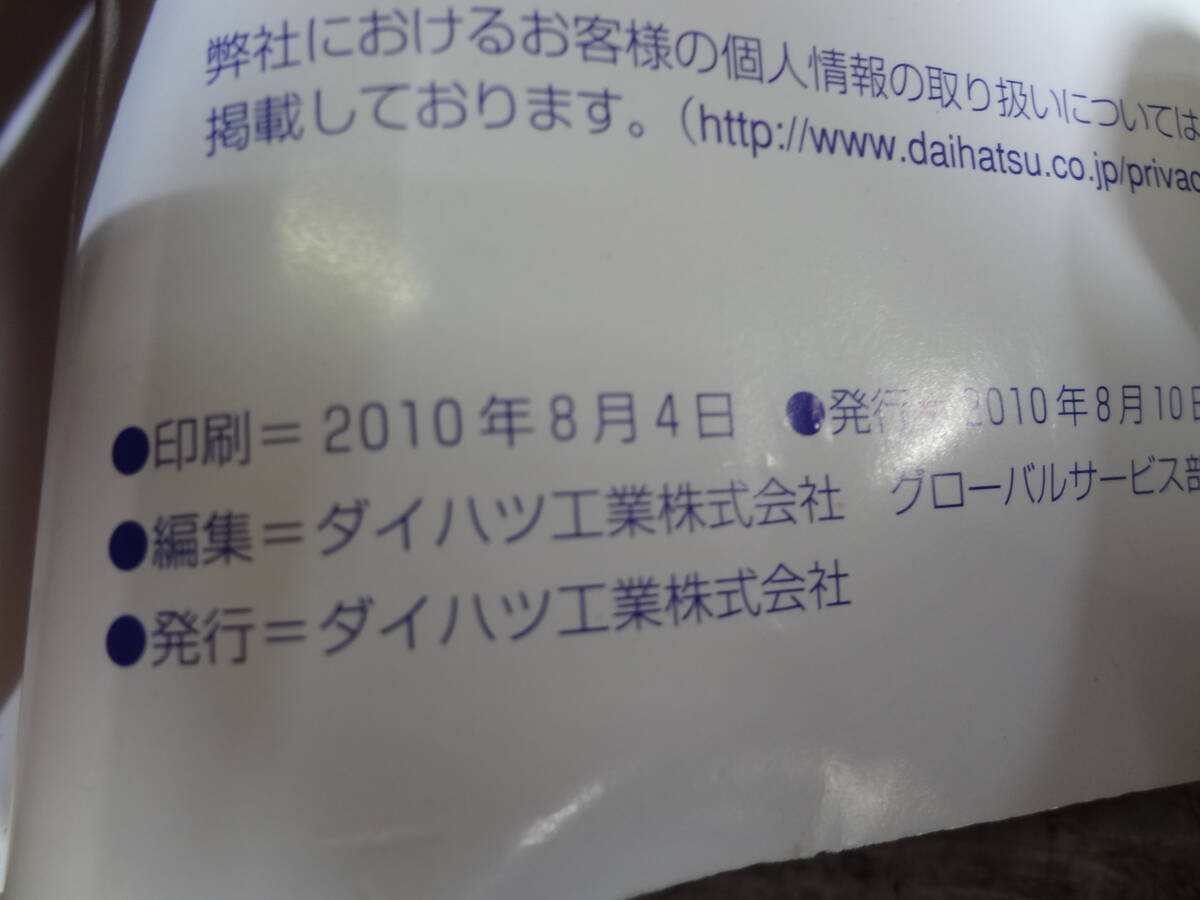 弊社におけるお客様の個人情報の取り扱いについては
掲載しております。(http://www.daihatsu.co.jp/privac
●印刷=2010年8月4日 ●発行=2010年8月10日
●編集=ダイハツ工業株式会社 グローバルサービス部
●発行=ダイハツ工業株式会社